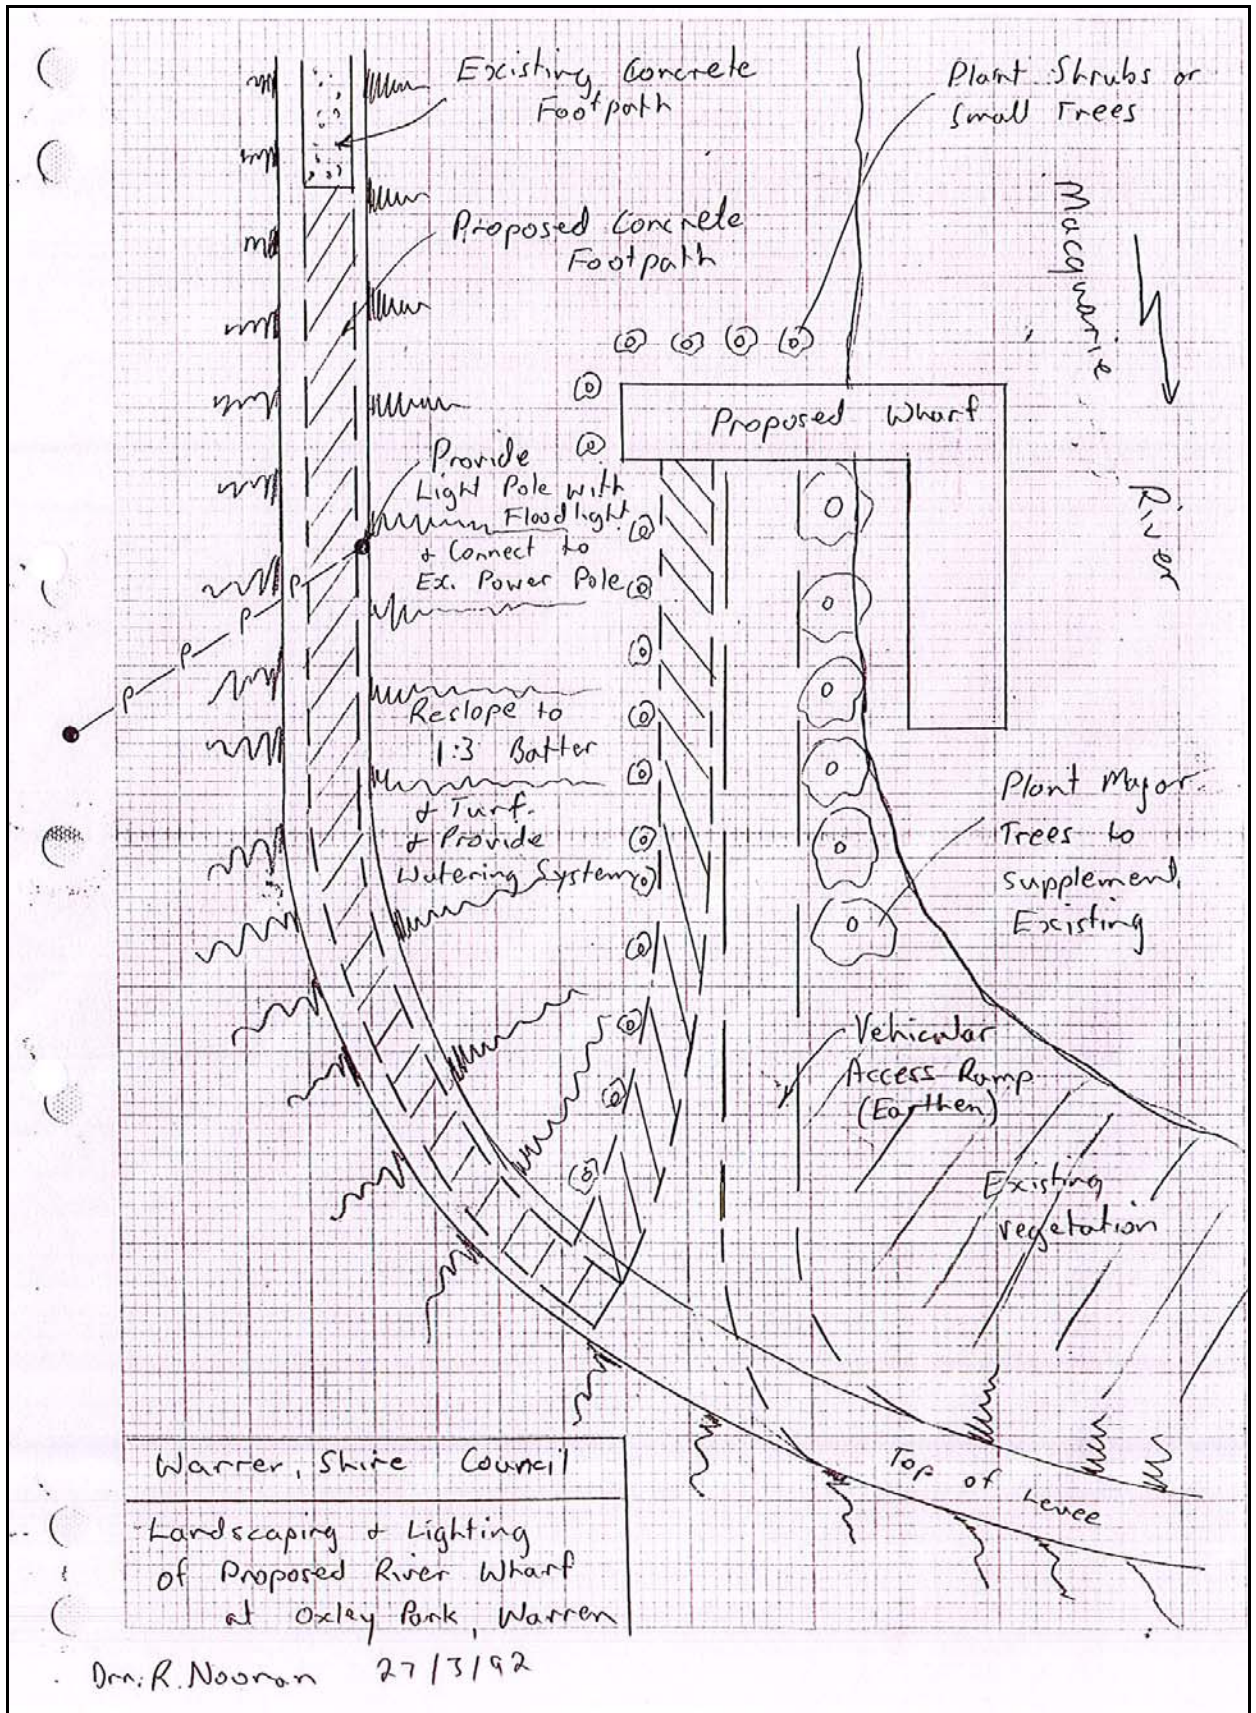 Existing Concrete
Footpath
Plant Shrubs or
Small Trees
Proposed Concrete
Footpath
Macquarie
River
Proposed Wharf
Provide
Light Pole with
Floodlight
& Connect to
Ex. Power Pole
P
P
P
P
Reslope to
1:3 Batter
& Turf.
& Provide
Watering System
Plant Major
Trees to
supplement
Existing
Vehicular
Access Ramp
(Earthen)
Existing
vegetation
Top of Levee
Warren Shire Council
Landscaping & Lighting
of Proposed River Wharf
at Oxley Park, Warren
Drn: R. Noonan 27/3/92